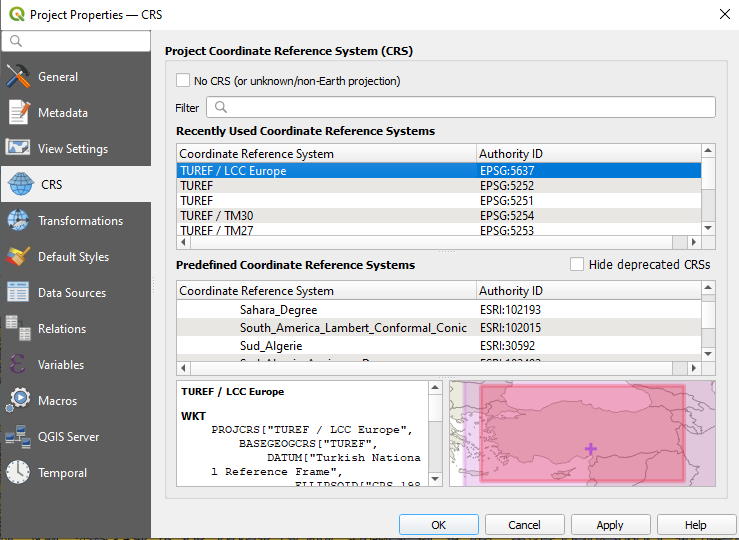 Project Properties — CRS
General
Metadata
View Settings
CRS
Transformations
Default Styles
Data Sources
Relations
Variables
Macros
QGIS Server
Temporal
Project Coordinate Reference System (CRS)
No CRS (or unknown/non-Earth projection)
Filter
Recently Used Coordinate Reference Systems
Coordinate Reference System Authority ID
TUREF / LCC Europe EPSG:5637
TUREF EPSG:5252
TUREF EPSG:5251
TUREF / TM30 EPSG:5254
TUREF / TM27 EPSG:5253
Predefined Coordinate Reference Systems Hide deprecated CRSs
Coordinate Reference System Authority ID
Sahara_Degree ESRI:102193
South_America_Lambert_Conformal_Conic ESRI:102015
Sud_Algerie ESRI:30592
TUREF / LCC Europe
WKT
PROJCRS["TUREF / LCC Europe",
BASEGEOGCRS["TUREF",
DATUM["Turkish Nationa
l Reference Frame",
ELLIPSOID["GRS 198
OK Cancel Apply Help